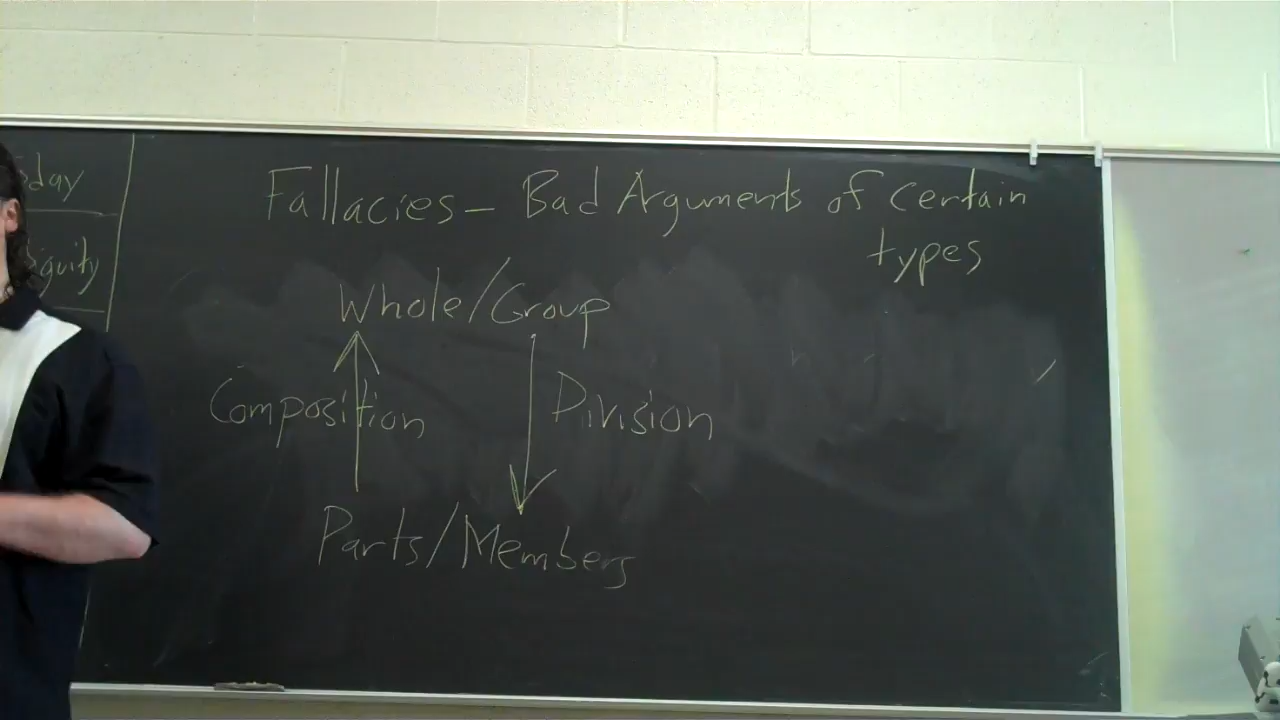 Fallacies - Bad Arguments of certain
types
Whole/Group
Composition
Division
Parts/Members